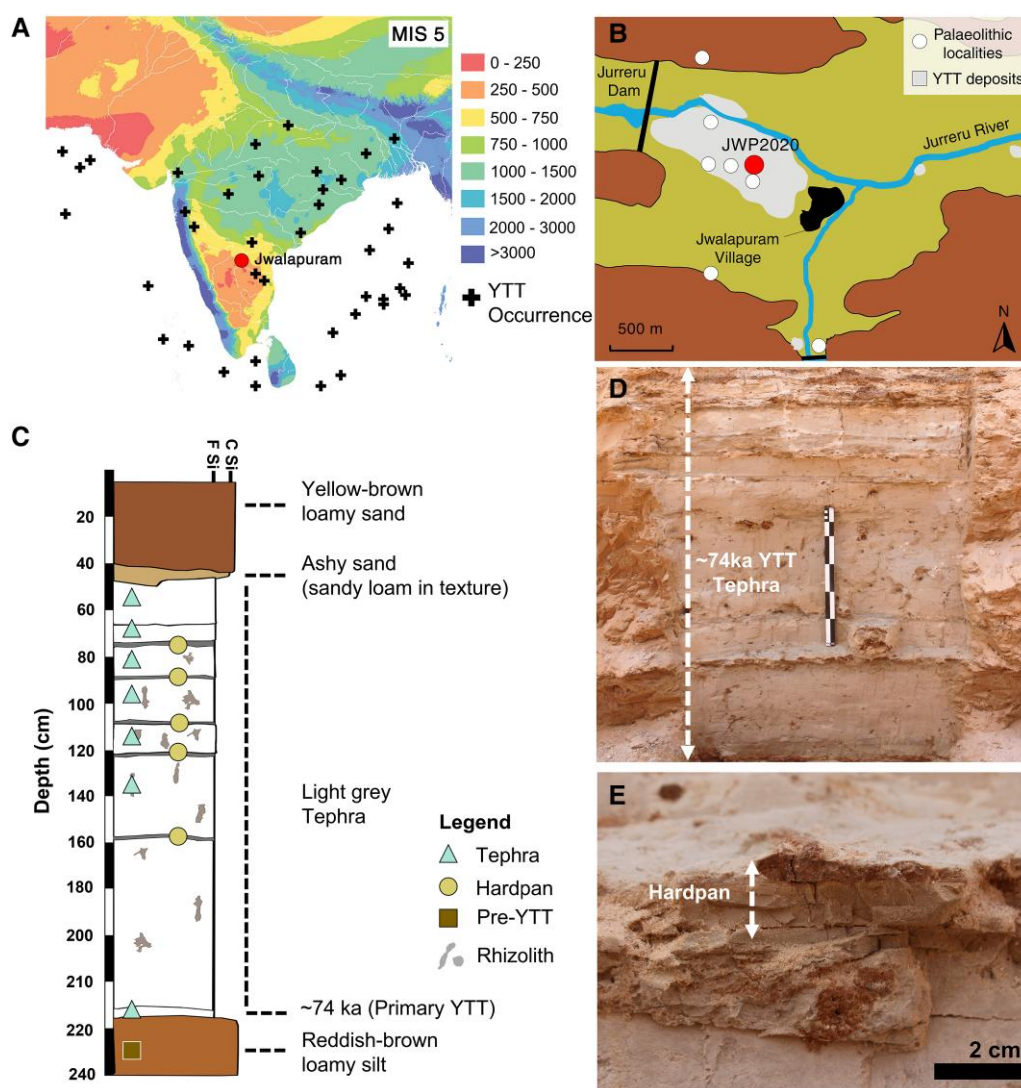 A
MIS 5
0 - 250
250 - 500
500 - 750
750 - 1000
1000 - 1500
1500 - 2000
2000 - 3000
>3000
YTT
Occurrence
Jwalapuram
B
Palaeolithic
localities
YTT deposits
Jurreru
Dam
JWP2020
Jurreru River
Jwalapuram
Village
500 m
N
C
F Si
C Si
Depth (cm)
20
40
60
80
100
120
140
160
180
200
210
220
240
Yellow-brown
loamy sand
Ashy sand
(sandy loam in texture)
Light grey
Tephra
Legend
Tephra
Hardpan
Pre-YTT
Rhizolith
~74 ka (Primary YTT)
Reddish-brown
loamy silt
D
~74ka YTT
Tephra
E
Hardpan
2 cm